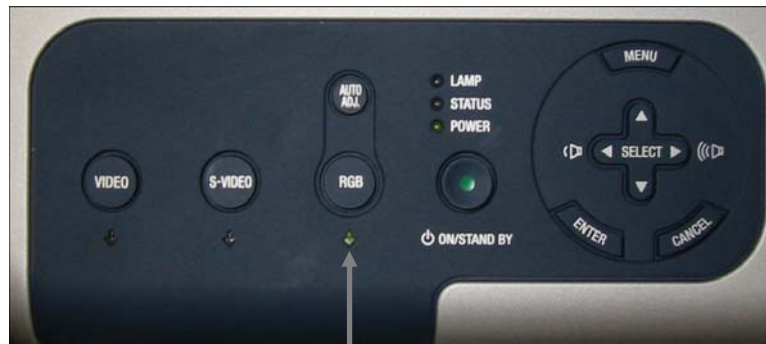 VIDEO
S-VIDEO
AUTO
ADJ.
RGB
LAMP
STATUS
POWER
ON/STAND BY
MENU
SELECT
ENTER
CANCEL